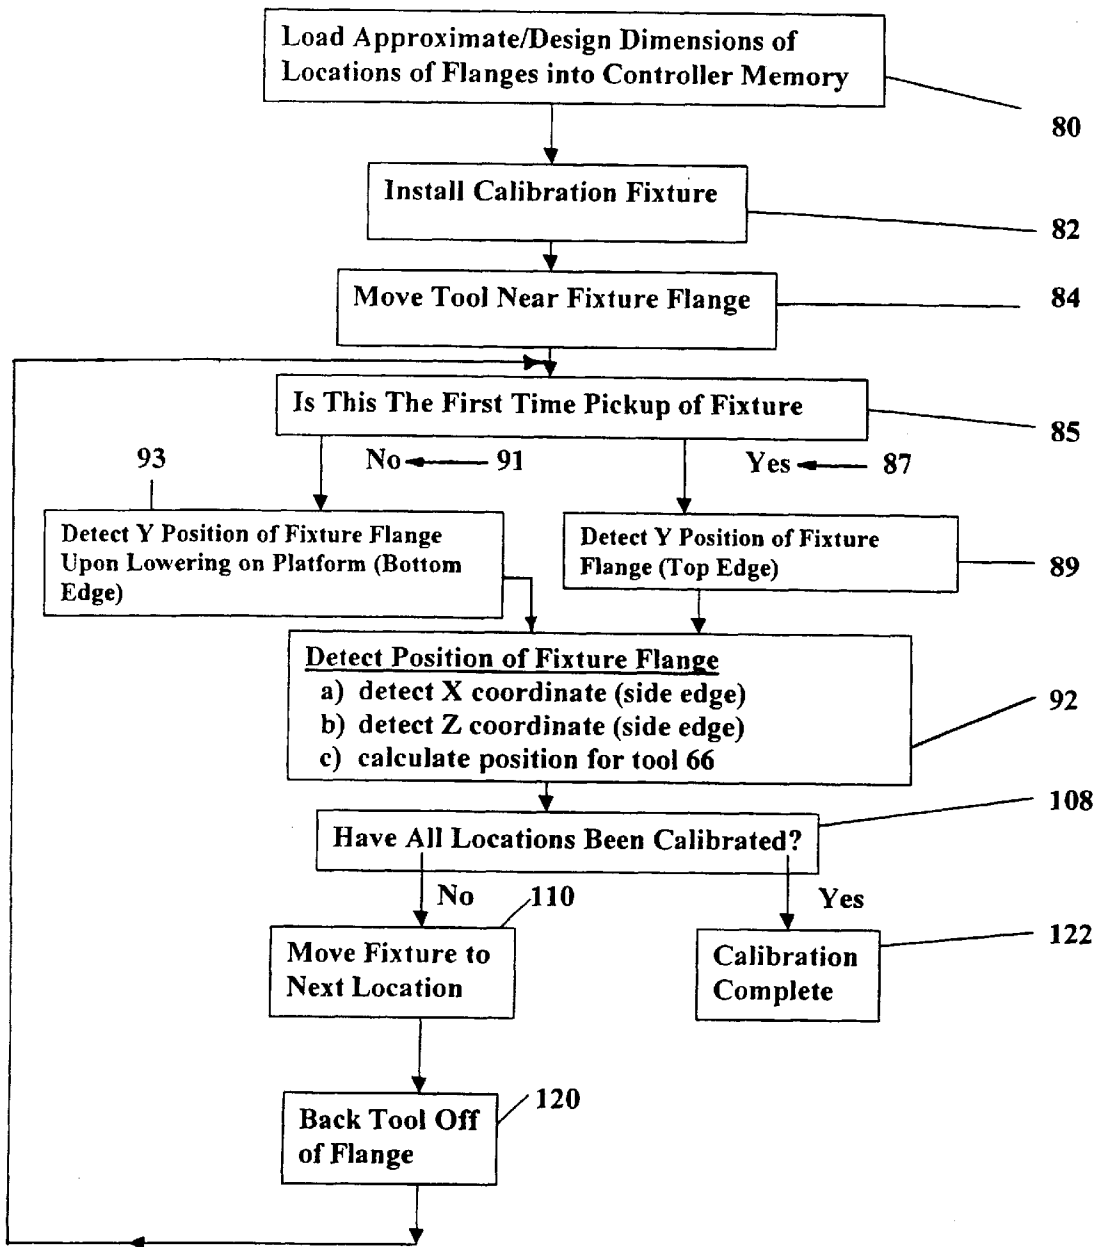 Load Approximate/Design Dimensions of
Locations of Flanges into Controller Memory
80
Install Calibration Fixture
82
Move Tool Near Fixture Flange
84
Is This The First Time Pickup of Fixture
85
93
No
91
Yes
87
Detect Y Position of Fixture Flange
Upon Lowering on Platform (Bottom
Edge)
Detect Y Position of Fixture
Flange (Top Edge)
89
Detect Position of Fixture Flange
a) detect X coordinate (side edge)
b) detect Z coordinate (side edge)
c) calculate position for tool 66
92
Have All Locations Been Calibrated?
108
No
110
Yes
Move Fixture to
Next Location
Calibration
Complete
122
Back Tool Off
of Flange
120